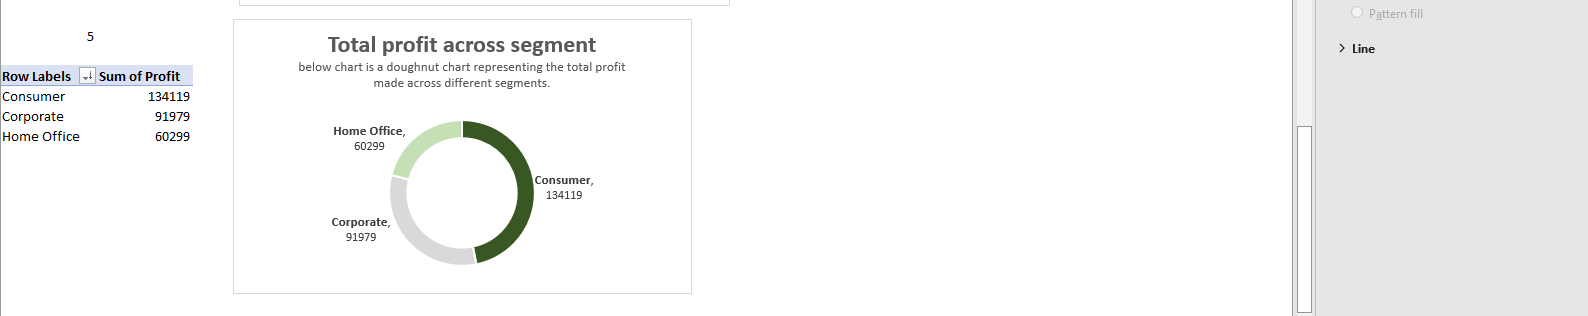 5
Row Labels Sum of Profit
Consumer 134119
Corporate 91979
Home Office 60299
Total profit across segment
below chart is a doughnut chart representing the total profit
made across different segments.
Home Office,
60299
Consumer,
134119
Corporate,
91979
Pattern fill
Line